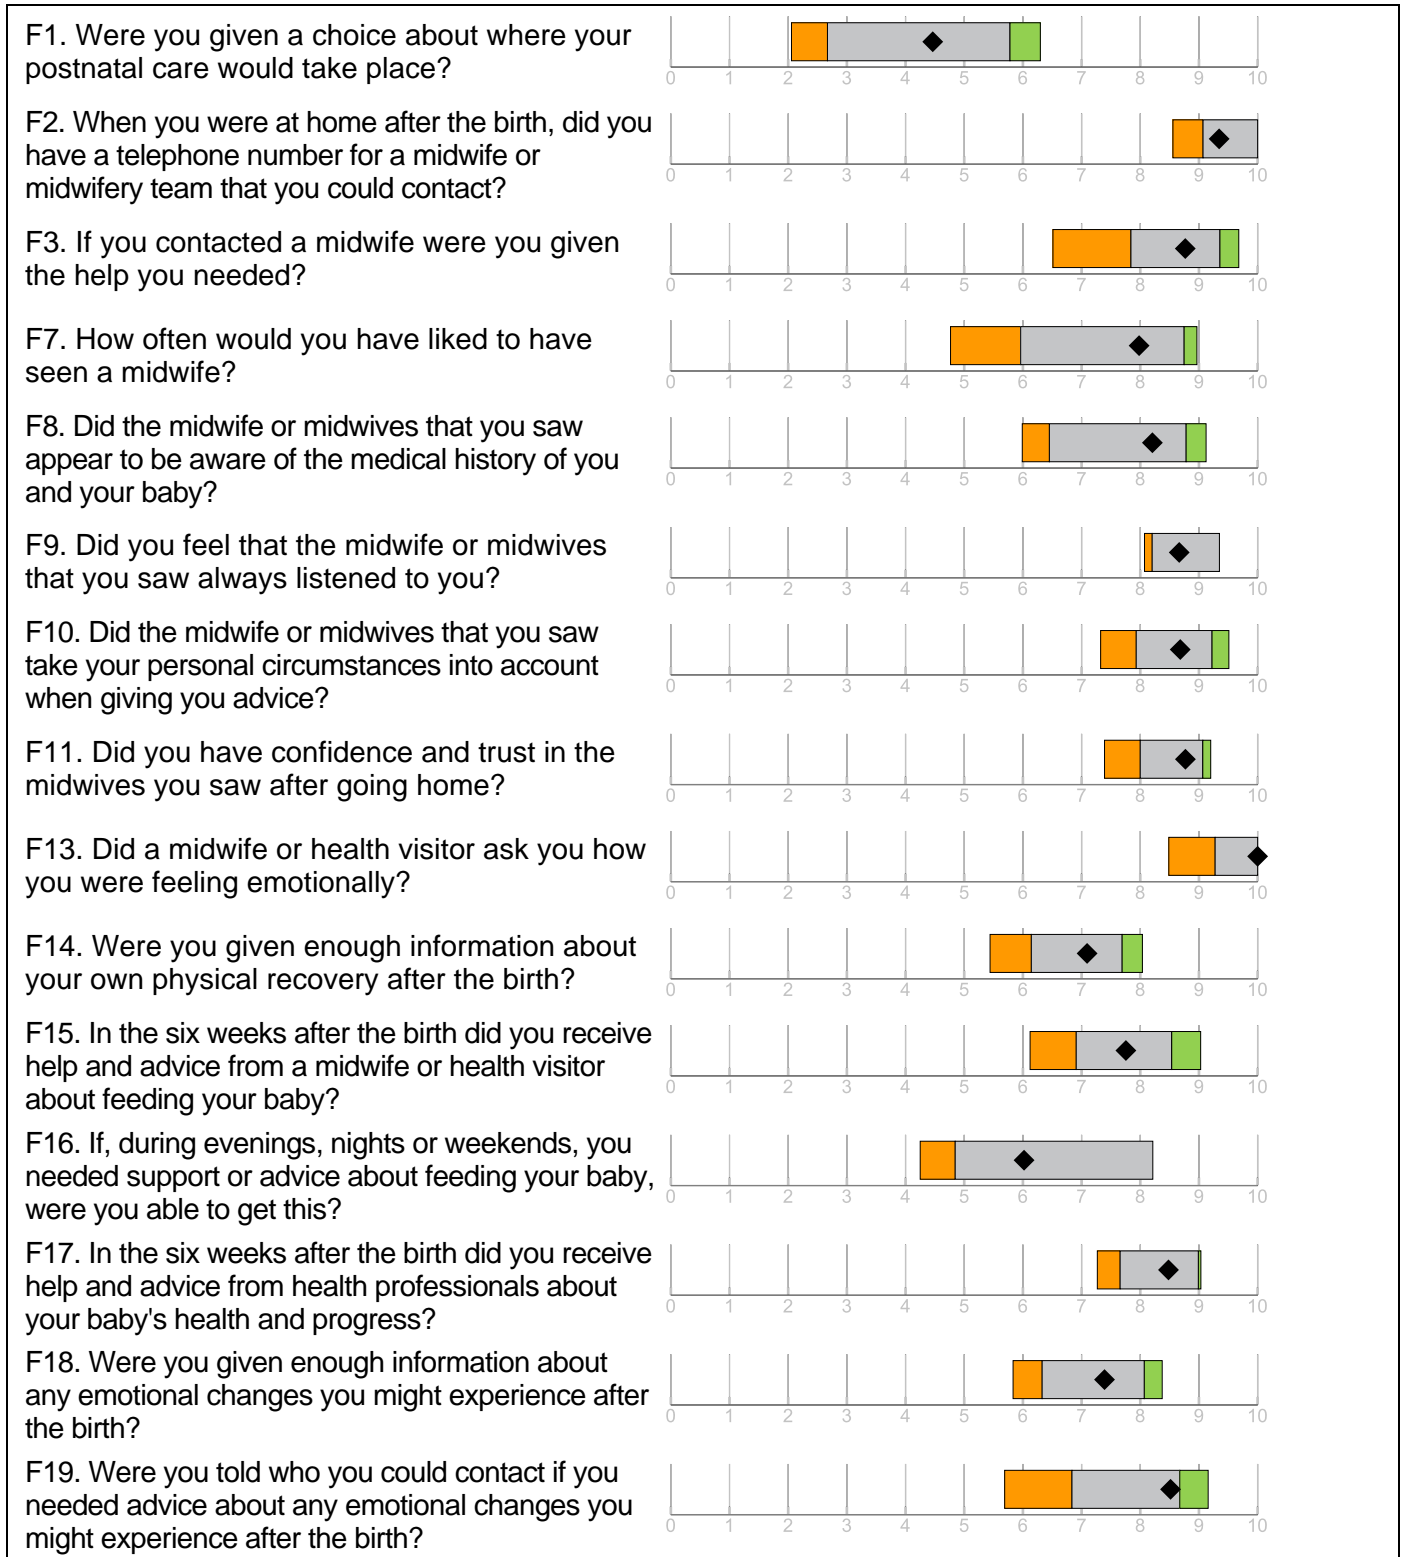 F1. Were you given a choice about where your
postnatal care would take place?
0 1 2 3 4 5 6 7 8 9 10
F2. When you were at home after the birth, did you
have a telephone number for a midwife or
midwifery team that you could contact?
0 1 2 3 4 5 6 7 8 9 10
F3. If you contacted a midwife were you given
the help you needed?
0 1 2 3 4 5 6 7 8 9 10
F7. How often would you have liked to have
seen a midwife?
0 1 2 3 4 5 6 7 8 9 10
F8. Did the midwife or midwives that you saw
appear to be aware of the medical history of you
and your baby?
0 1 2 3 4 5 6 7 8 9 10
F9. Did you feel that the midwife or midwives
that you saw always listened to you?
0 1 2 3 4 5 6 7 8 9 10
F10. Did the midwife or midwives that you saw
take your personal circumstances into account
when giving you advice?
0 1 2 3 4 5 6 7 8 9 10
F11. Did you have confidence and trust in the
midwives you saw after going home?
0 1 2 3 4 5 6 7 8 9 10
F13. Did a midwife or health visitor ask you how
you were feeling emotionally?
0 1 2 3 4 5 6 7 8 9 10
F14. Were you given enough information about
your own physical recovery after the birth?
0 1 2 3 4 5 6 7 8 9 10
F15. In the six weeks after the birth did you receive
help and advice from a midwife or health visitor
about feeding your baby?
0 1 2 3 4 5 6 7 8 9 10
F16. If, during evenings, nights or weekends, you
needed support or advice about feeding your baby,
were you able to get this?
0 1 2 3 4 5 6 7 8 9 10
F17. In the six weeks after the birth did you receive
help and advice from health professionals about
your baby's health and progress?
0 1 2 3 4 5 6 7 8 9 10
F18. Were you given enough information about
any emotional changes you might experience after
the birth?
0 1 2 3 4 5 6 7 8 9 10
F19. Were you told who you could contact if you
needed advice about any emotional changes you
might experience after the birth?
0 1 2 3 4 5 6 7 8 9 10